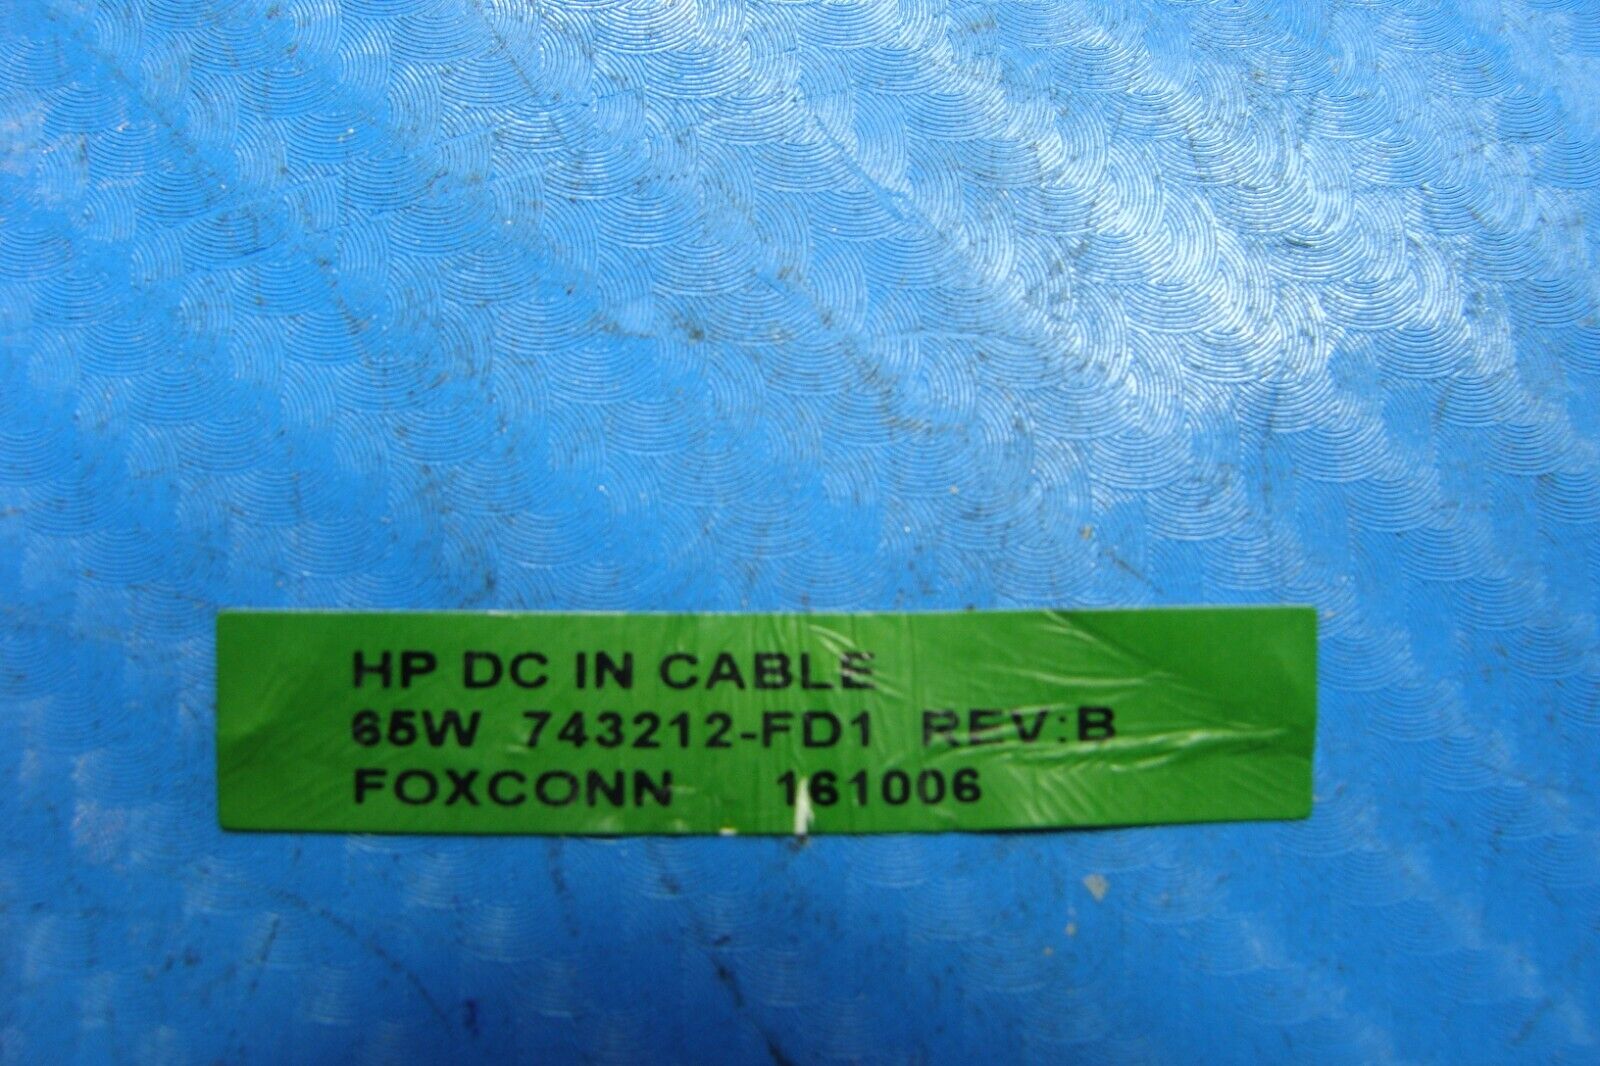 HP DC IN CABLE
65W 743212-FD1 REV:B
FOXCONN 161006